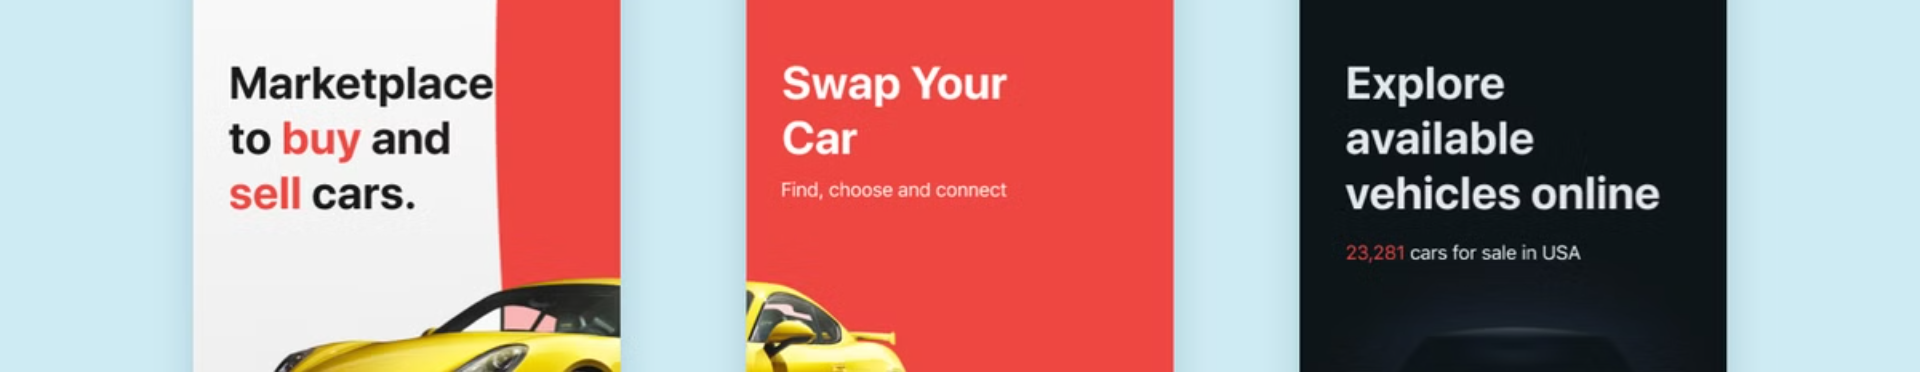 Marketplace
to buy and
sell cars.
Swap Your
Car
Find, choose and connect
Explore
available
vehicles online
23,281 cars for sale in USA